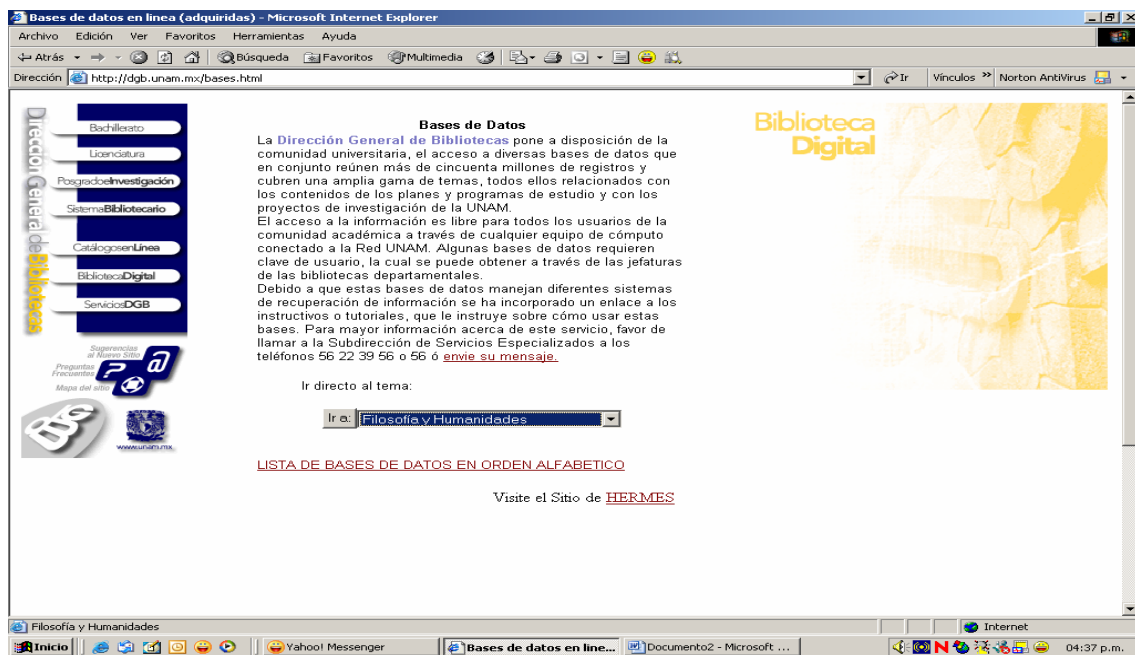 Bases de datos en linea (adquiridas) - Microsoft Internet Explorer
Archivo Edición Ver Favoritos Herramientas Ayuda
Atrás Búsqueda Favoritos Multimedia
Dirección http://dgb.unam.mx/bases.html Ir Vínculos » Norton AntiVirus
Dirección General de Bibliotecas
Bachillerato
Licenciatura
PosgradoeInvestigación
SistemaBibliotecario
CatálogosenLínea
BibliotecaDigital
ServiciosDGB
Sugerencias
al Nuevo Sitio
Preguntas
Frecuentes
Mapa del sitio
www.unam.mx
Bases de Datos
La Dirección General de Bibliotecas pone a disposición de la
comunidad universitaria, el acceso a diversas bases de datos que
en conjunto reúnen más de cincuenta millones de registros y
cubren una amplia gama de temas, todos ellos relacionados con
los contenidos de los planes y programas de estudio y con los
proyectos de investigación de la UNAM.
El acceso a la información es libre para todos los usuarios de la
comunidad académica a través de cualquier equipo de cómputo
conectado a la Red UNAM. Algunas bases de datos requieren
clave de usuario, la cual se puede obtener a través de las jefaturas
de las bibliotecas departamentales.
Debido a que estas bases de datos manejan diferentes sistemas
de recuperación de información se ha incorporado un enlace a los
instructivos o tutoriales, que le instruye sobre cómo usar estas
bases. Para mayor información acerca de este servicio, favor de
llamar a la Subdirección de Servicios Especializados a los
teléfonos 56 22 39 56 o 56 ó envie su mensaje.
Ir directo al tema:
Ir a: Filosofía y Humanidades
LISTA DE BASES DE DATOS EN ORDEN ALFABETICO
Visite el Sitio de HERMES
Biblioteca
Digital
Filosofía y Humanidades Internet
Inicio Yahoo! Messenger Bases de datos en line... Documento2 - Microsoft ... 04:37 p.m.